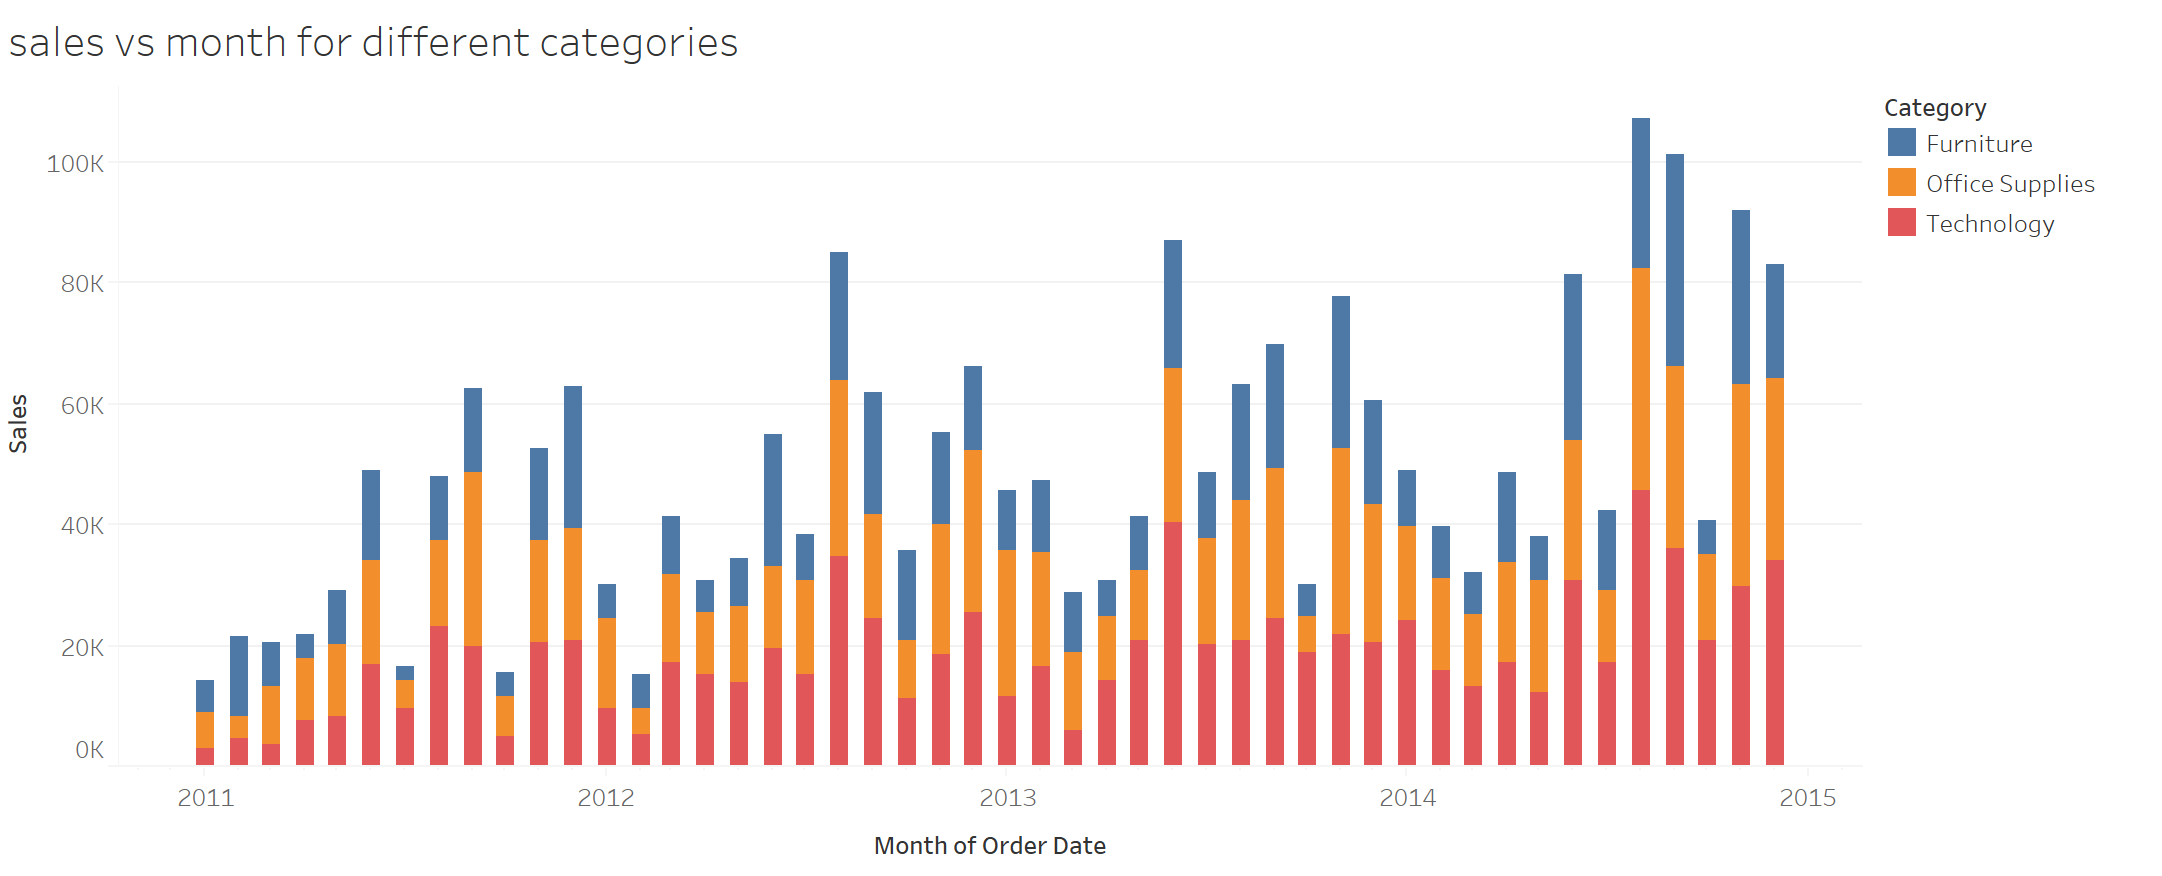 sales vs month for different categories
Category
Furniture
Office Supplies
Technology
100K
80K
60K
40K
20K
0K
Sales
2011 2012 2013 2014 2015
Month of Order Date